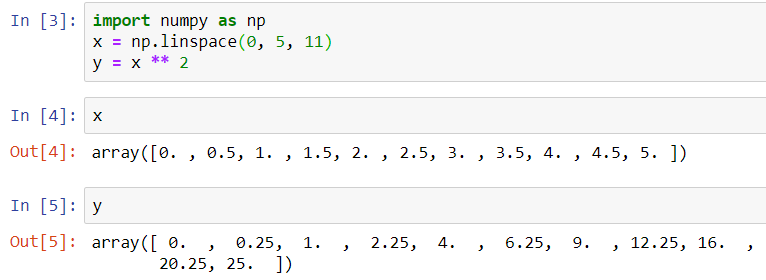 In [3]: import numpy as np
x = np.linspace(0, 5, 11)
y = x ** 2
In [4]: x
Out[4]: array([0. , 0.5, 1. , 1.5, 2. , 2.5, 3. , 3.5, 4. , 4.5, 5. ])
In [5]: y
Out[5]: array([ 0.  ,  0.25,  1.  ,  2.25,  4.  ,  6.25,  9.  , 12.25, 16.  ,
20.25, 25.  ])